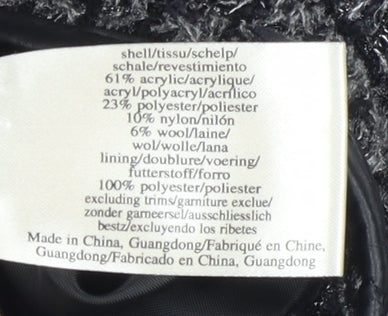 shell/tissu/schelp/
schale/revestimiento
61% acrylic/acrylique/
acryl/polyacryl/acrílico
23% polyester/poliester
10% nylon/nilón
6% wool/laine/
wol/wolle/lana
lining/doublure/voering/
futterstoff/forro
100% polyester/poliester
excluding trims/garniture exclue/
zonder garneersel/ausschliesslich
bestz/excluyendo los ribetes
Made in China, Guangdong/Fabriqué en Chine,
Guangdong/Fabricado en China, Guangdong